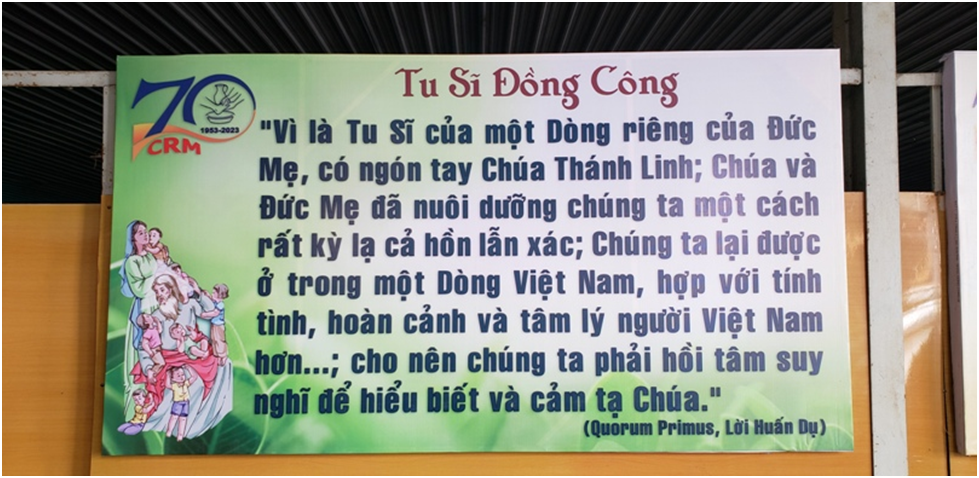 Tu Sĩ Đồng Công
70
1953-2023
CRM
"Vì là Tu Sĩ của một Dòng riêng của Đức
Mẹ, có ngón tay Chúa Thánh Linh; Chúa và
Đức Mẹ đã nuôi dưỡng chúng ta một cách
rất kỳ lạ cả hồn lẫn xác; Chúng ta lại được
ở trong một Dòng Việt Nam, hợp với tính
tình, hoàn cảnh và tâm lý người Việt Nam
hơn...; cho nên chúng ta phải hồi tâm suy
nghĩ để hiểu biết và cảm tạ Chúa."
(Quorum Primus, Lời Huấn Dụ)